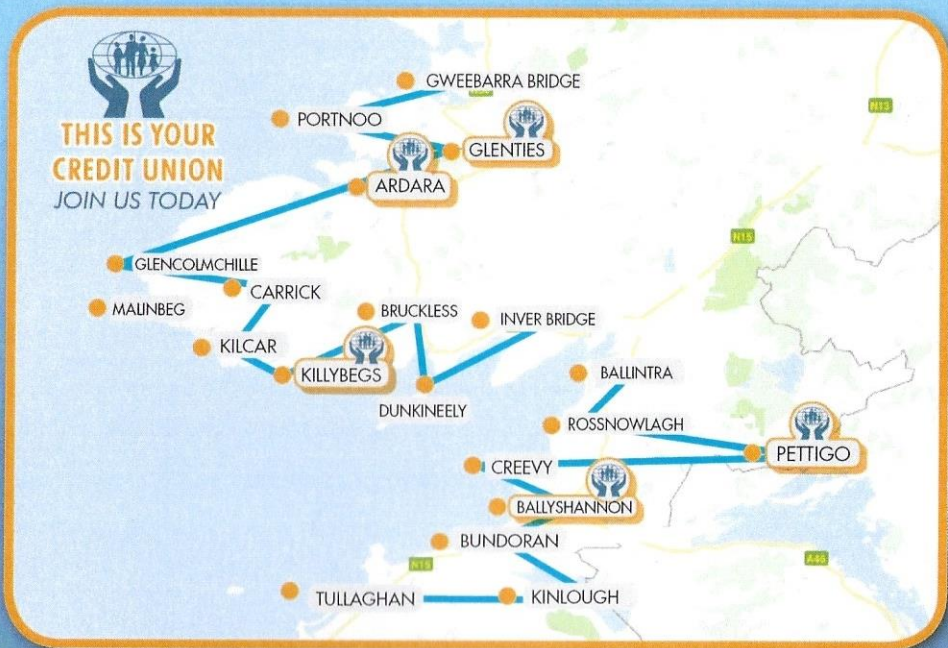 THIS IS YOUR
CREDIT UNION
JOIN US TODAY
GWEEBARRA BRIDGE
PORTNOO
GLENTIES
N13
ARDARA
N15
GLENCOLMCHILLE
CARRICK
MALINBEG
BRUCKLESS
INVER BRIDGE
KILCAR
KILLYBEGS
BALLINTRA
DUNKINEELY
ROSSNOWLAGH
PETTIGO
CREEVY
BALLYSHANNON
BUNDORAN
N15
A46
TULLAGHAN
KINLOUGH